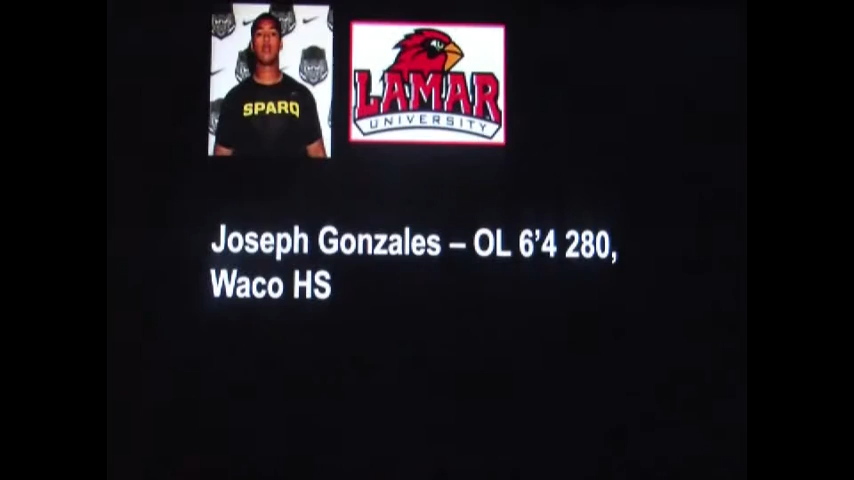 SPARQ
LAMAR
UNIVERSITY
Joseph Gonzales – OL 6’4 280,
Waco HS